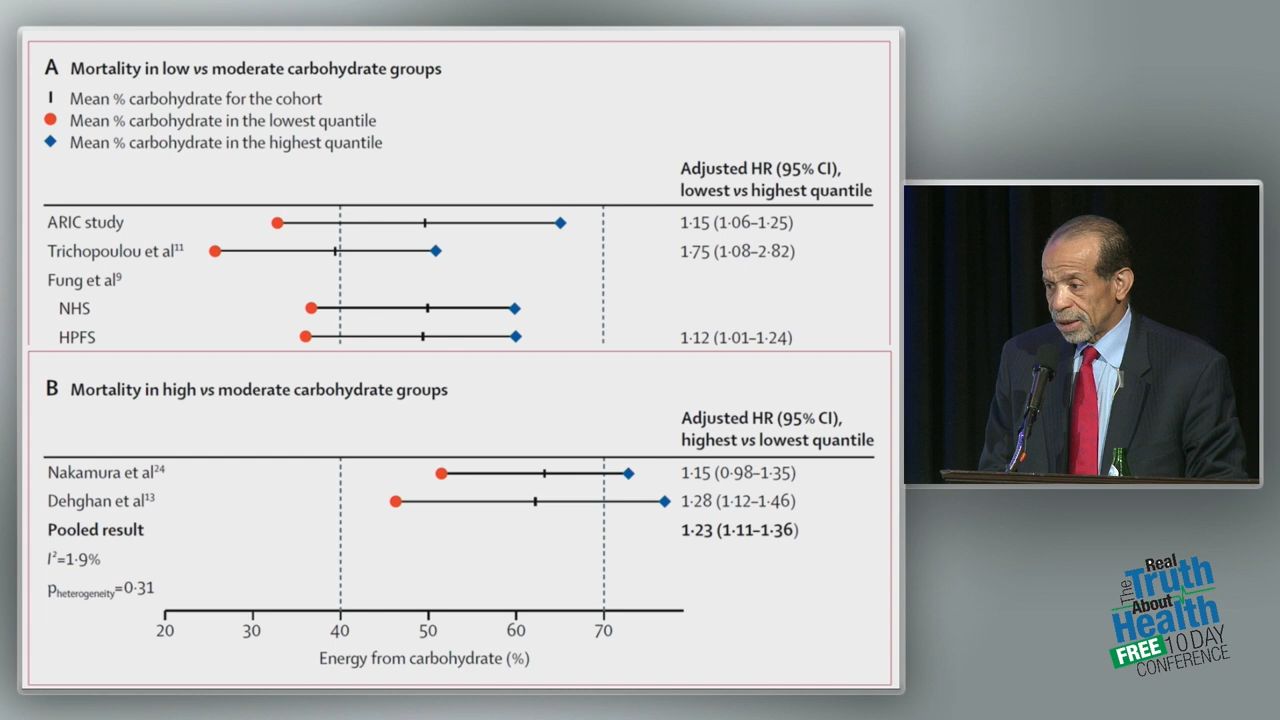 A Mortality in low vs moderate carbohydrate groups
Mean % carbohydrate for the cohort
Mean % carbohydrate in the lowest quantile
Mean % carbohydrate in the highest quantile
Adjusted HR (95% CI),
lowest vs highest quantile
ARIC study 1·15 (1·06–1·25)
Trichopoulou et al¹¹ 1·75 (1·08–2·82)
Fung et al⁹
NHS
HPFS 1·12 (1·01–1·24)
B Mortality in high vs moderate carbohydrate groups
Adjusted HR (95% CI),
highest vs lowest quantile
Nakamura et al²⁴ 1·15 (0·98–1·35)
Dehghan et al¹³ 1·28 (1·12–1·46)
Pooled result 1·23 (1·11–1·36)
I²=1·9%
pheterogeneity=0·31
20 30 40 50 60 70
Energy from carbohydrate (%)
The Real
Truth
About
Health
FREE 10 DAY
CONFERENCE